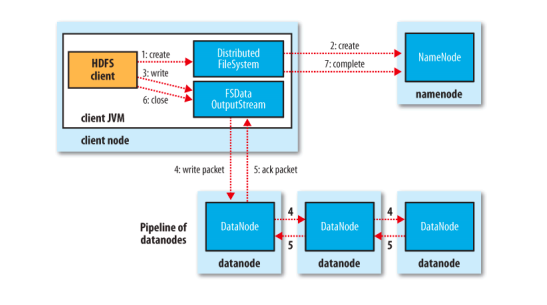 1: create
Distributed
FileSystem
2: create
NameNode
HDFS
client
3: write
7: complete
6: close
FSData
OutputStream
namenode
client JVM
client node
4: write packet
5: ack packet
Pipeline of
datanodes
DataNode
4
5
DataNode
4
5
DataNode
datanode
datanode
datanode